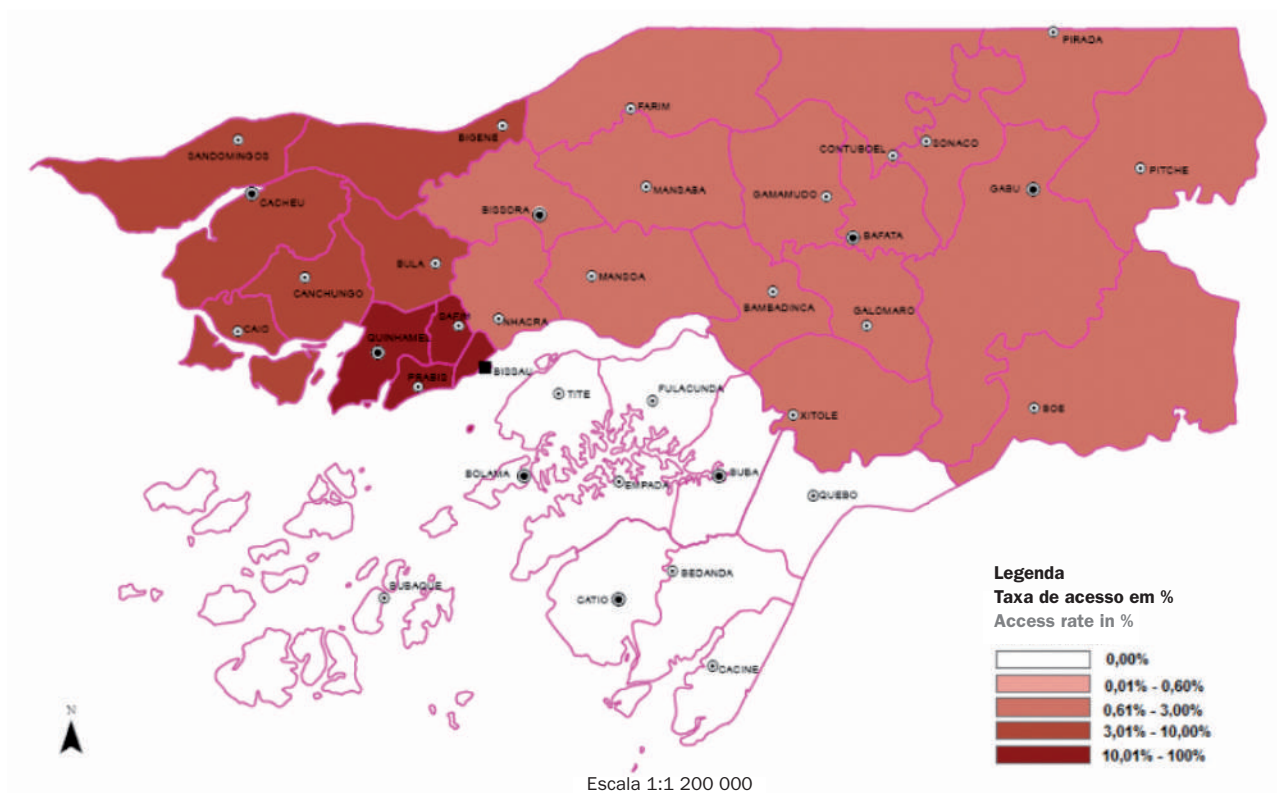 PIRADA
FARIM
BIGENE
SANDOMINGOS
CONTUBOEL
SONACO
PITCHE
CACHEU
MANSABA
GAMAMUDO
GABU
BISSORA
BAFATA
BULA
MANSOA
CANCHUNGO
BAMBADINCA
GALOMARO
CAIO
SAFIM
NHACRA
QUINHAMEL
PRABIS
BISSAU
TITE
FULACUNDA
XITOLE
BOE
BOLAMA
EMPADA
BUBA
QUEBO
BUBAQUE
BEDANDA
CATIO
CACINE
Legenda
Taxa de acesso em %
Access rate in %
0,00%
0,01% - 0,60%
0,61% - 3,00%
3,01% - 10,00%
10,01% - 100%
N
Escala 1:1 200 000